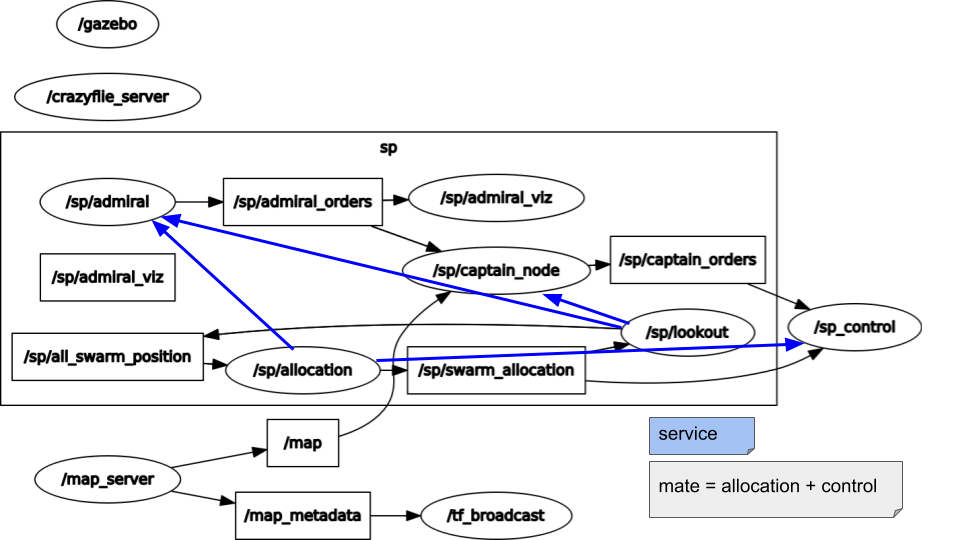 /gazebo
/crazyflie_server
sp
/sp/admiral
/sp/admiral_orders
/sp/admiral_viz
/sp/admiral_viz
/sp/captain_node
/sp/captain_orders
/sp/all_swarm_position
/sp/allocation
/sp/swarm_allocation
/sp/lookout
/sp_control
/map
/map_server
/map_metadata
/tf_broadcast
service
mate = allocation + control